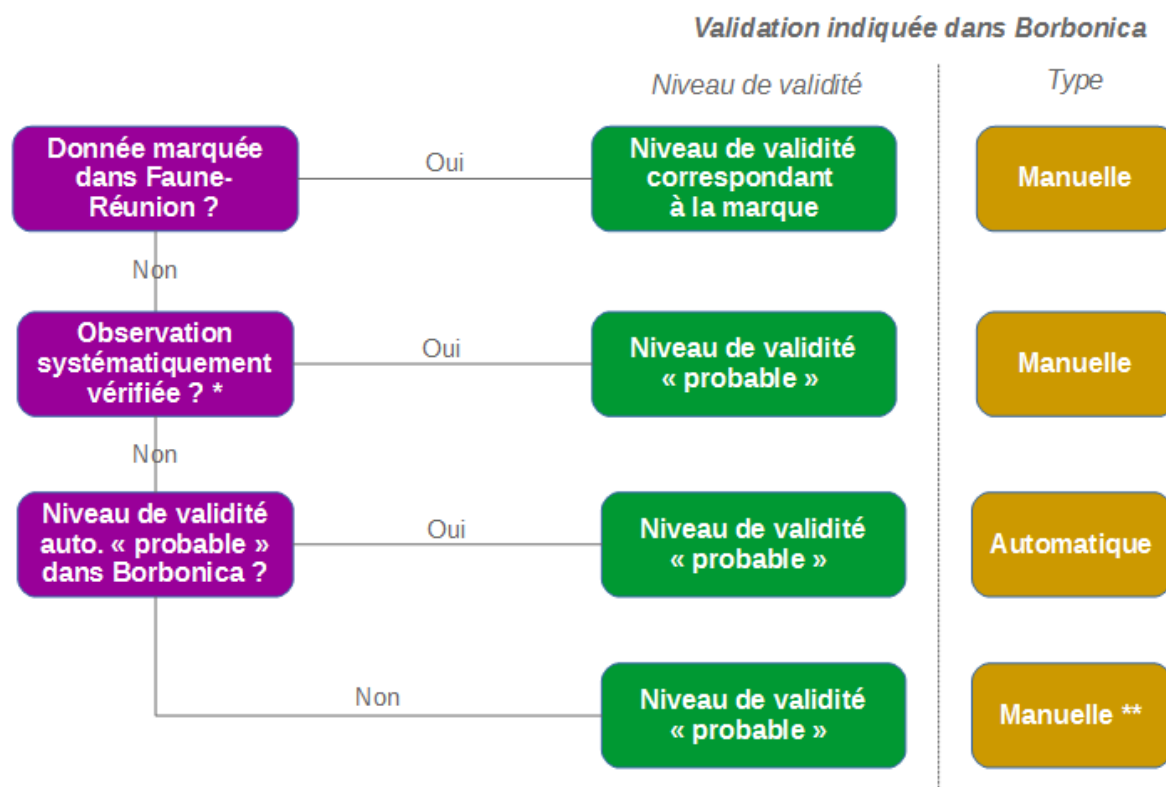 Validation indiquée dans Borbonica
Niveau de validité
Type
Donnée marquée
dans Faune-
Réunion ?
Oui
Niveau de validité
correspondant
à la marque
Manuelle
Non
Observation
systématiquement
vérifiée ? *
Oui
Niveau de validité
« probable »
Manuelle
Non
Niveau de validité
auto. « probable »
dans Borbonica ?
Oui
Niveau de validité
« probable »
Automatique
Non
Niveau de validité
« probable »
Manuelle **